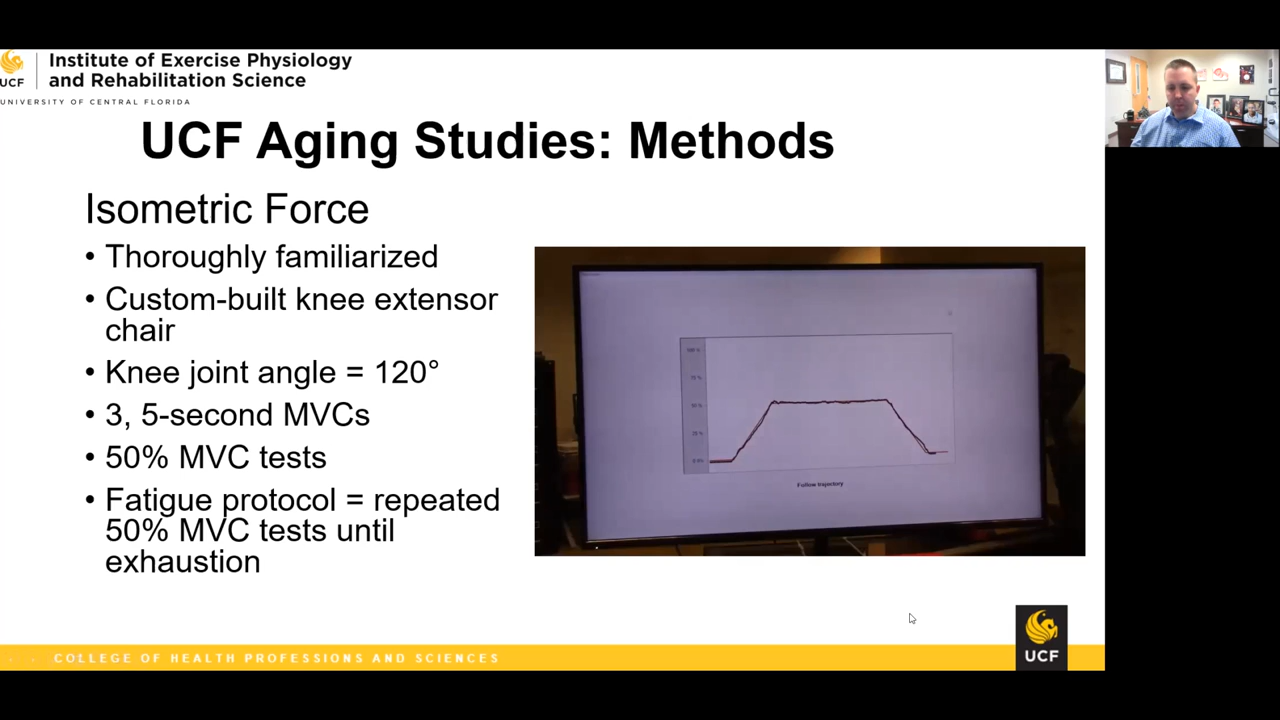 Institute of Exercise Physiology
and Rehabilitation Science
UCF
UNIVERSITY OF CENTRAL FLORIDA
UCF Aging Studies: Methods
Isometric Force
• Thoroughly familiarized
• Custom-built knee extensor
chair
• Knee joint angle = 120°
• 3, 5-second MVCs
• 50% MVC tests
• Fatigue protocol = repeated
50% MVC tests until
exhaustion
Follow trajectory
COLLEGE OF HEALTH PROFESSIONS AND SCIENCES
UCF